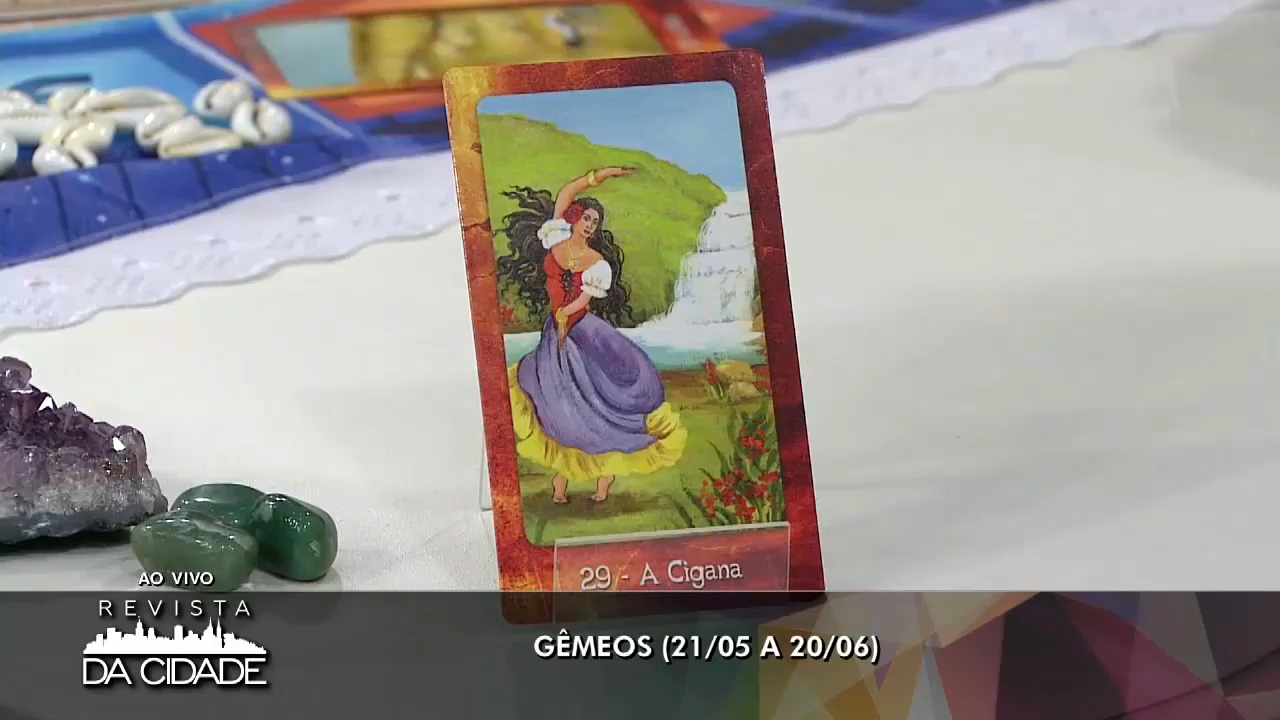 29 - A Cigana
AO VIVO
REVISTA
DA CIDADE
GÊMEOS (21/05 A 20/06)